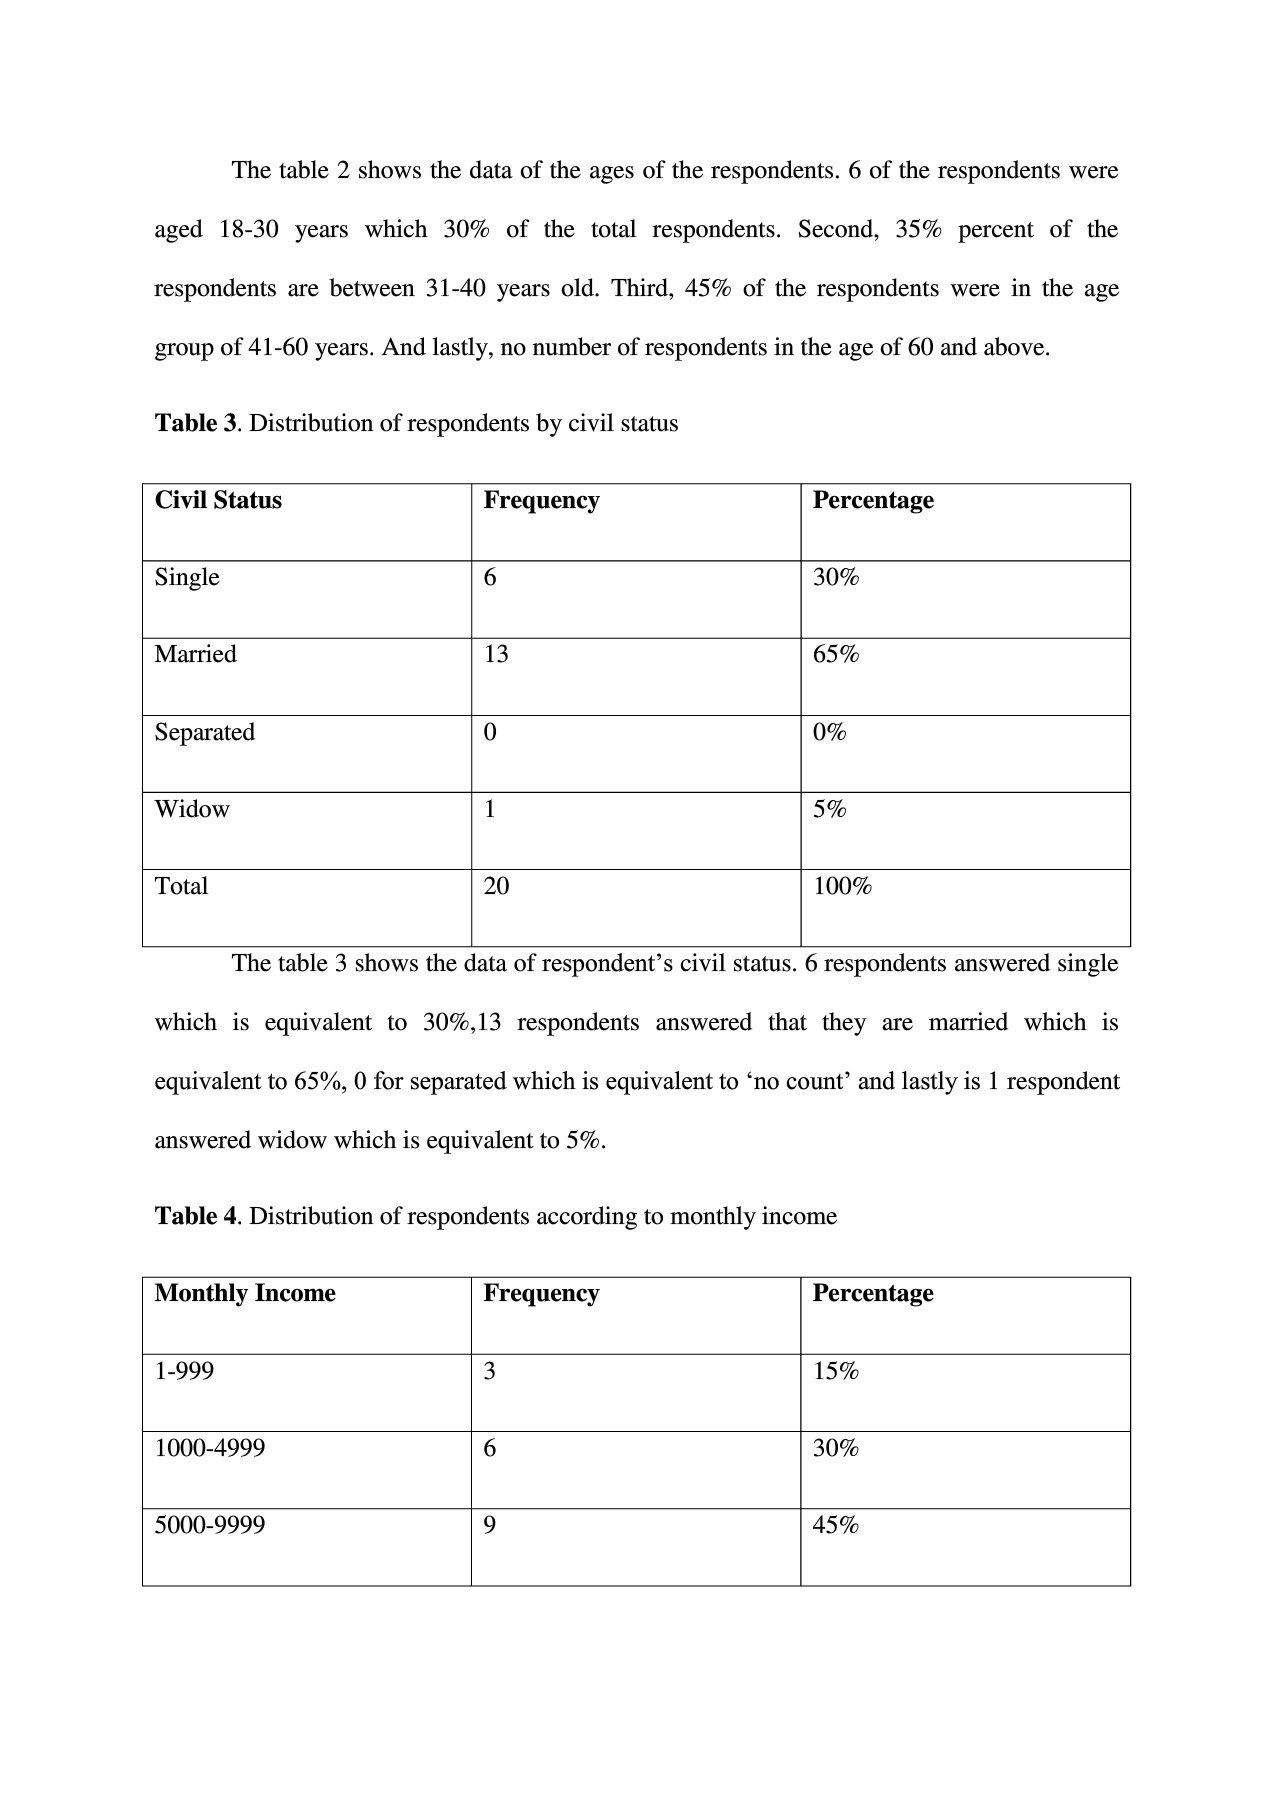 The table 2 shows the data of the ages of the respondents. 6 of the respondents were
aged 18-30 years which 30% of the total respondents. Second, 35% percent of the
respondents are between 31-40 years old. Third, 45% of the respondents were in the age
group of 41-60 years. And lastly, no number of respondents in the age of 60 and above.
Table 3. Distribution of respondents by civil status
Civil Status Frequency Percentage
Single 6 30%
Married 13 65%
Separated 0 0%
Widow 1 5%
Total 20 100%
The table 3 shows the data of respondent’s civil status. 6 respondents answered single
which is equivalent to 30%,13 respondents answered that they are married which is
equivalent to 65%, 0 for separated which is equivalent to ‘no count’ and lastly is 1 respondent
answered widow which is equivalent to 5%.
Table 4. Distribution of respondents according to monthly income
Monthly Income Frequency Percentage
1-999 3 15%
1000-4999 6 30%
5000-9999 9 45%